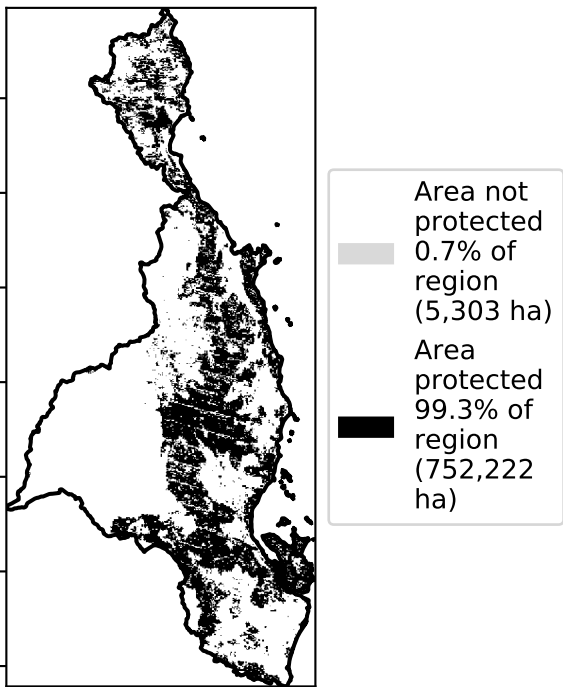 Area not
protected
0.7% of
region
(5,303 ha)
Area
protected
99.3% of
region
(752,222
ha)